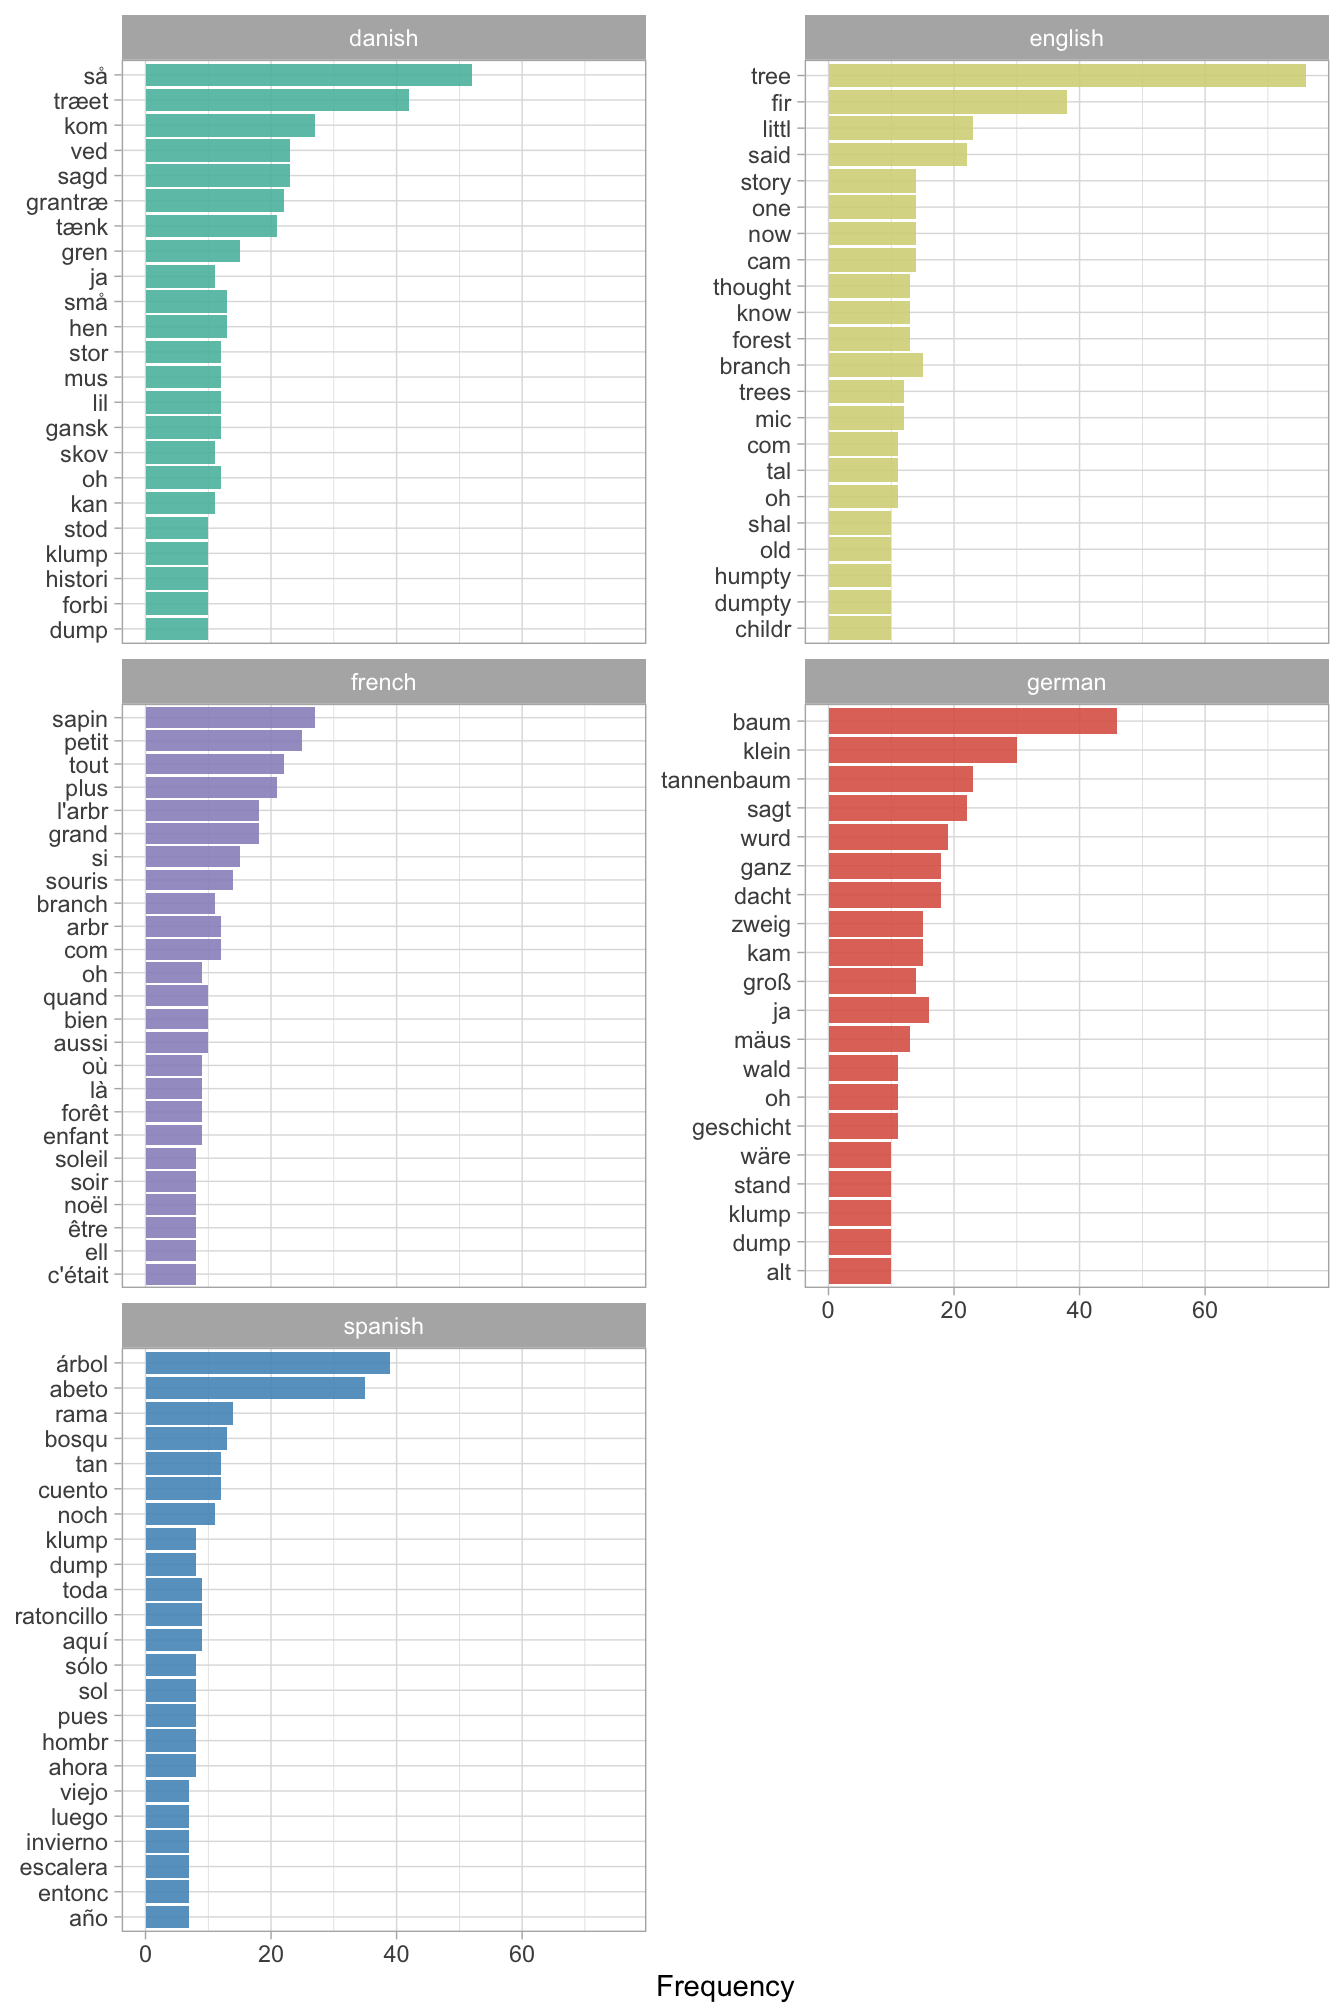 danish
så
træet
kom
ved
sagd
grantræ
tænk
gren
ja
små
hen
stor
mus
lil
gansk
skov
oh
kan
stod
klump
histori
forbi
dump
english
tree
fir
littl
said
story
one
now
cam
thought
know
forest
branch
trees
mic
com
tal
oh
shal
old
humpty
dumpty
childr
french
sapin
petit
tout
plus
l'arbr
grand
si
souris
branch
arbr
com
oh
quand
bien
aussi
où
là
forêt
enfant
soleil
soir
noël
être
ell
c'était
german
baum
klein
tannenbaum
sagt
wurd
ganz
dacht
zweig
kam
groß
ja
mäus
wald
oh
geschicht
wäre
stand
klump
dump
alt
0 20 40 60
spanish
árbol
abeto
rama
bosqu
tan
cuento
noch
klump
dump
toda
ratoncillo
aquí
sólo
sol
pues
hombr
ahora
viejo
luego
invierno
escalera
entonc
año
0 20 40 60
Frequency